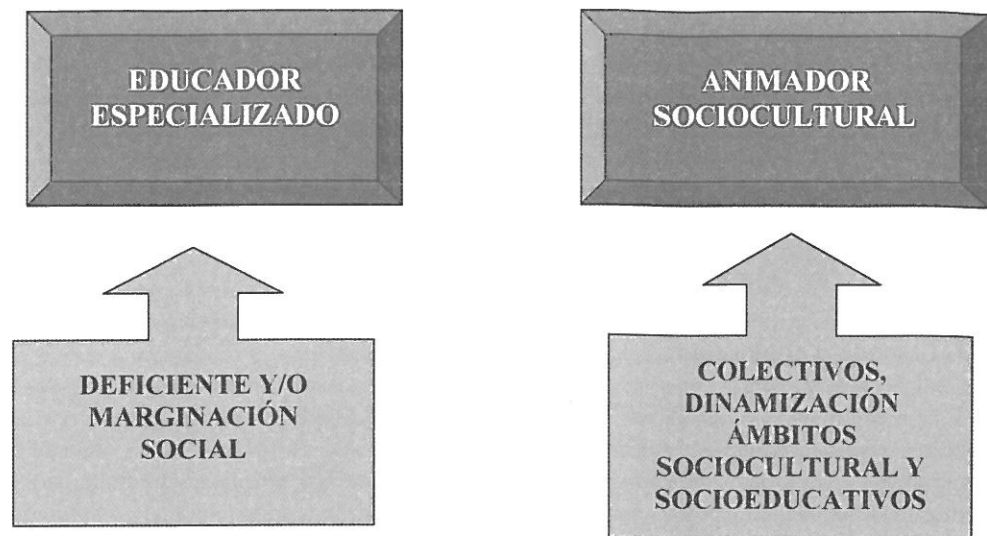 EDUCADOR
ESPECIALIZADO
ANIMADOR
SOCIOCULTURAL
DEFICIENTE Y/O
MARGINACIÓN
SOCIAL
COLECTIVOS,
DINAMIZACIÓN
ÁMBITOS
SOCIOCULTURAL Y
SOCIOEDUCATIVOS